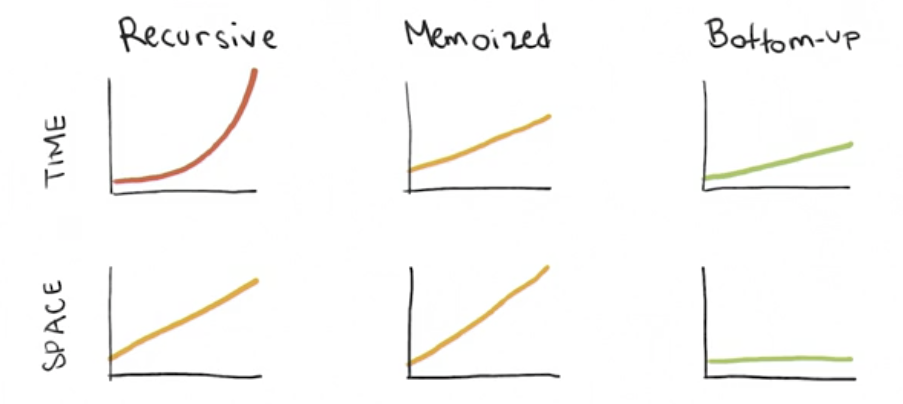 Recursive
Memoized
Bottom-up
TIME
SPACE